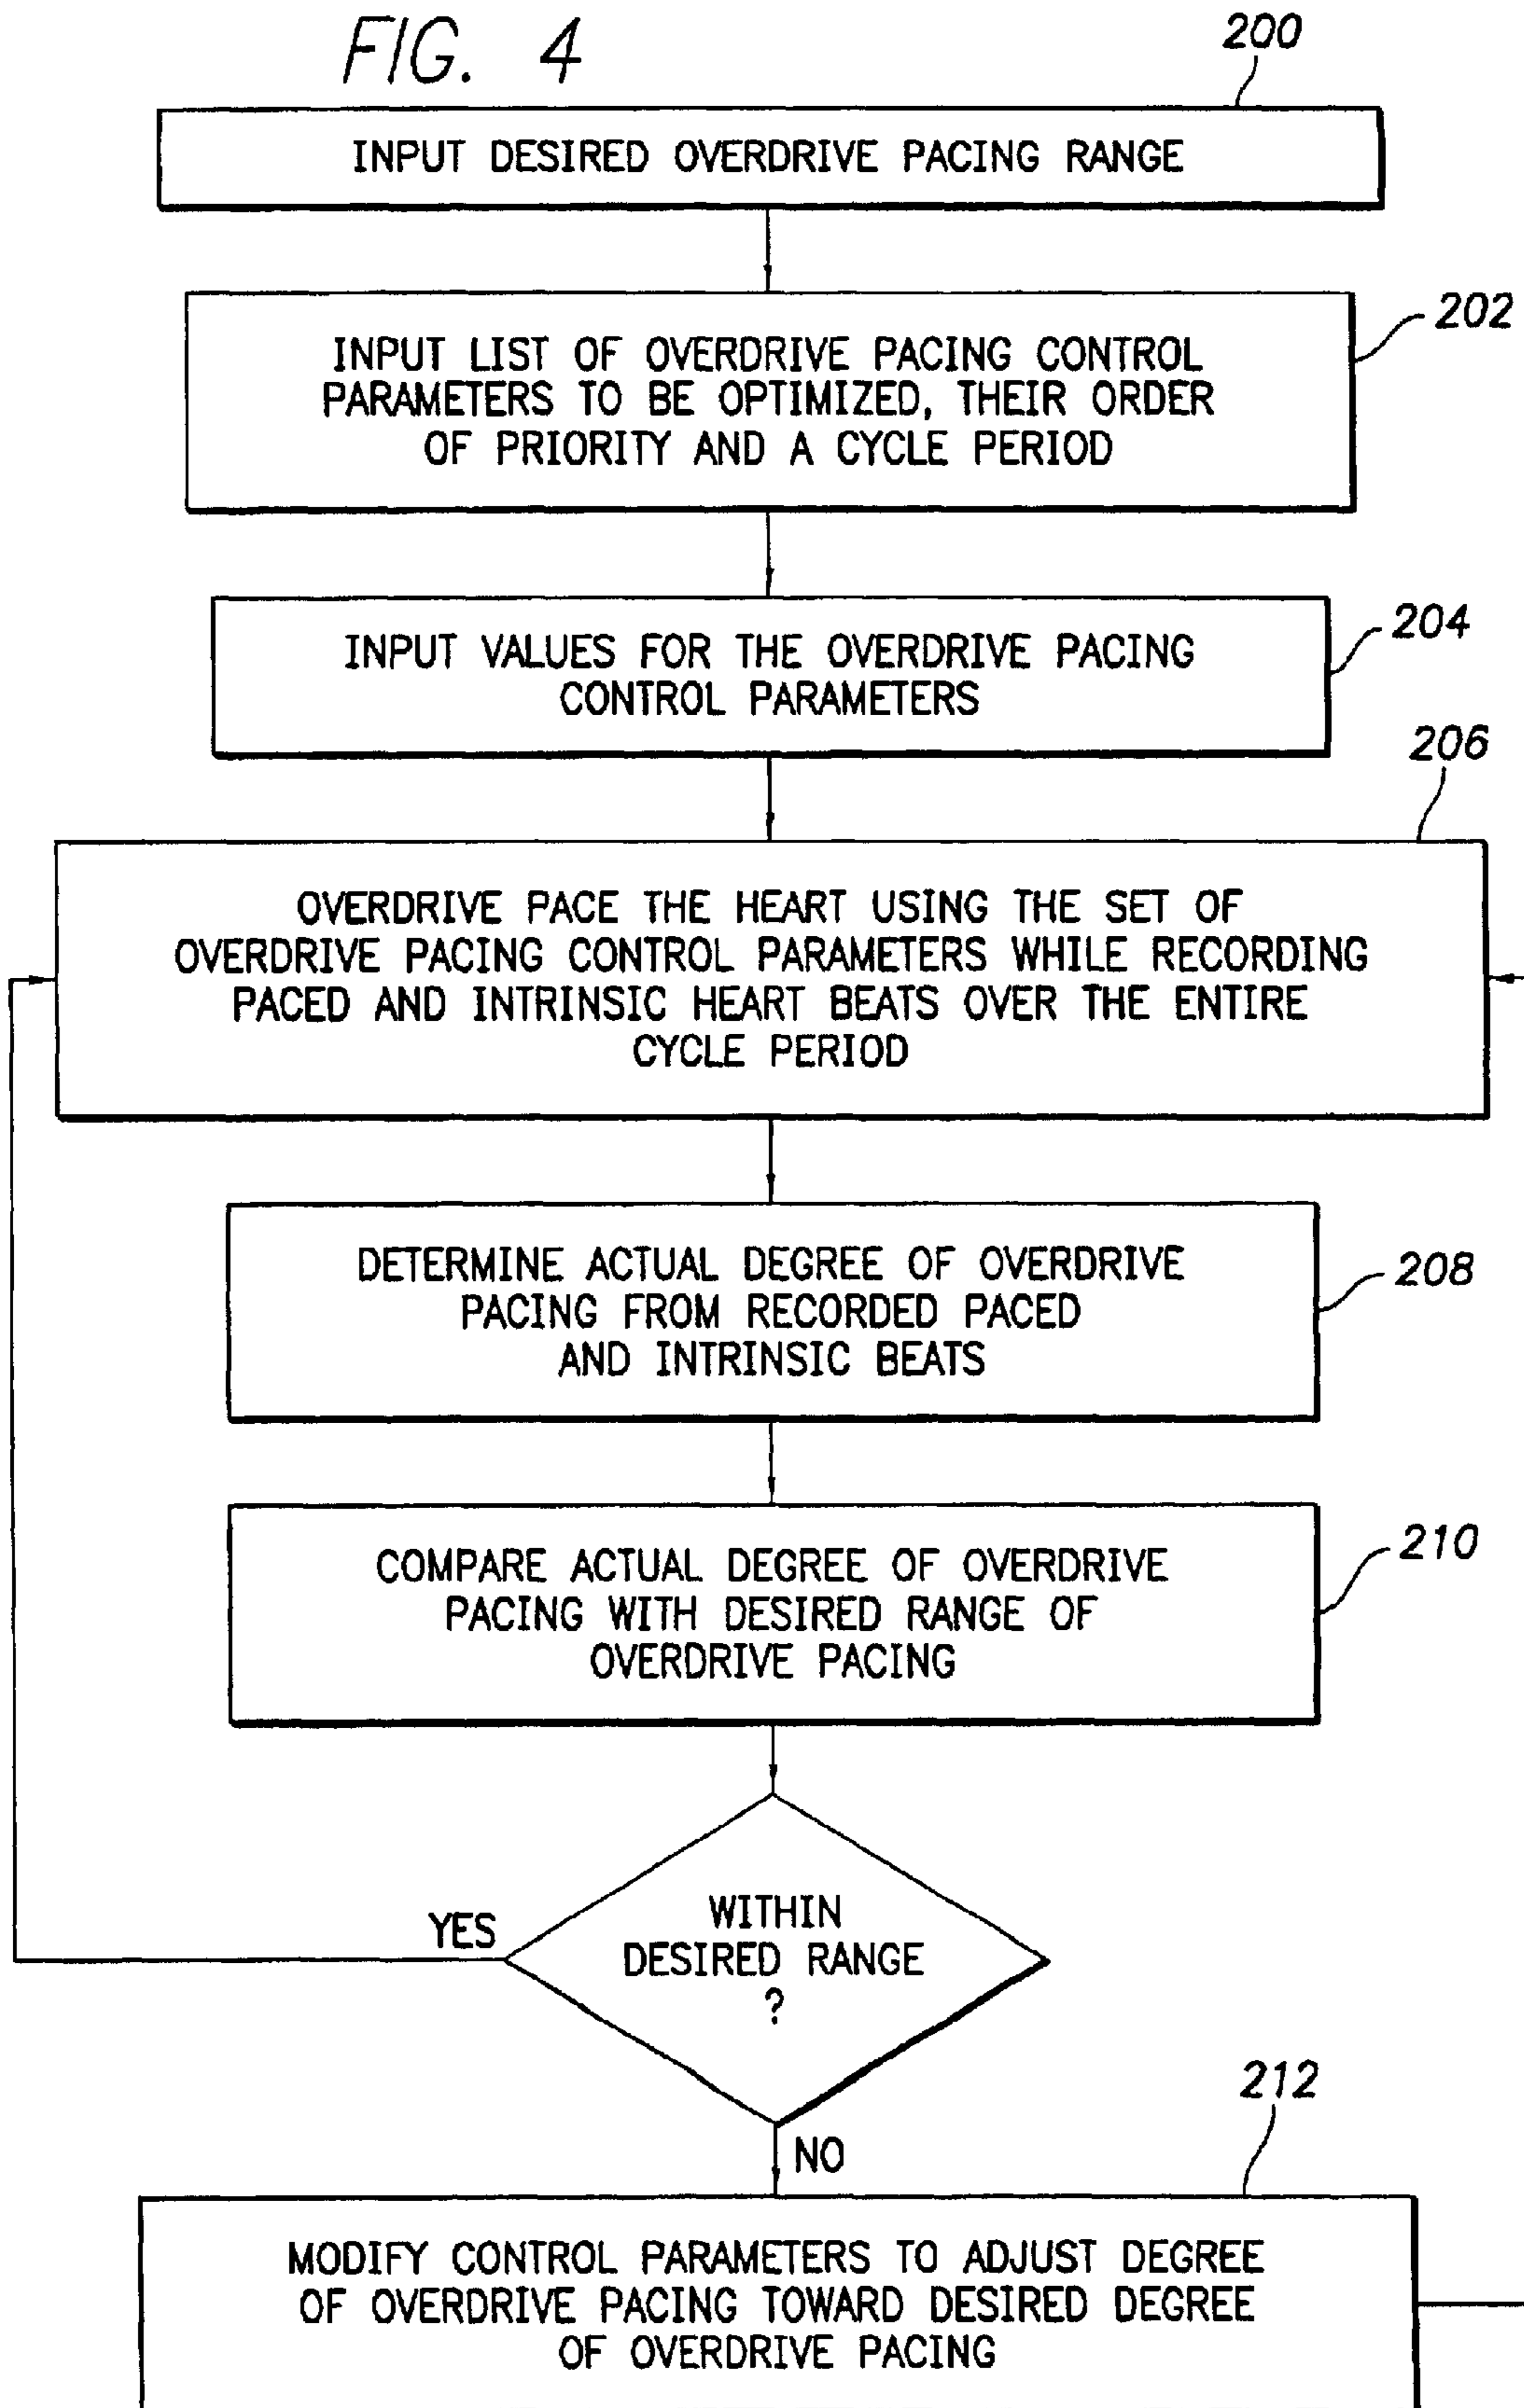 FIG. 4
200
INPUT DESIRED OVERDRIVE PACING RANGE
202
INPUT LIST OF OVERDRIVE PACING CONTROL
PARAMETERS TO BE OPTIMIZED, THEIR ORDER
OF PRIORITY AND A CYCLE PERIOD
204
INPUT VALUES FOR THE OVERDRIVE PACING
CONTROL PARAMETERS
206
OVERDRIVE PACE THE HEART USING THE SET OF
OVERDRIVE PACING CONTROL PARAMETERS WHILE RECORDING
PACED AND INTRINSIC HEART BEATS OVER THE ENTIRE
CYCLE PERIOD
208
DETERMINE ACTUAL DEGREE OF OVERDRIVE
PACING FROM RECORDED PACED
AND INTRINSIC BEATS
210
COMPARE ACTUAL DEGREE OF OVERDRIVE
PACING WITH DESIRED RANGE OF
OVERDRIVE PACING
YES
WITHIN
DESIRED RANGE
?
NO
212
MODIFY CONTROL PARAMETERS TO ADJUST DEGREE
OF OVERDRIVE PACING TOWARD DESIRED DEGREE
OF OVERDRIVE PACING